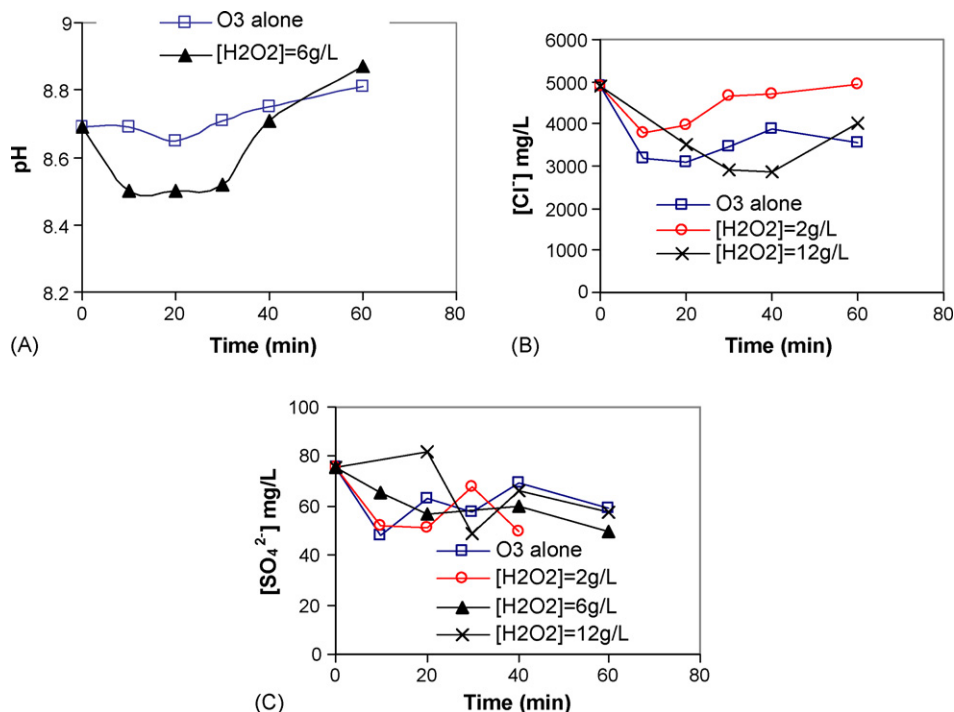 O3 alone
[H2O2]=6g/L
9
8.8
8.6
8.4
8.2
pH
0
20
40
60
80
Time (min)
(A)
6000
5000
4000
3000
2000
1000
0
[Cl⁻] mg/L
O3 alone
[H2O2]=2g/L
[H2O2]=12g/L
0
20
40
60
80
Time (min)
(B)
100
80
60
40
20
0
[SO₄²⁻] mg/L
O3 alone
[H2O2]=2g/L
[H2O2]=6g/L
[H2O2]=12g/L
0
20
40
60
80
Time (min)
(C)